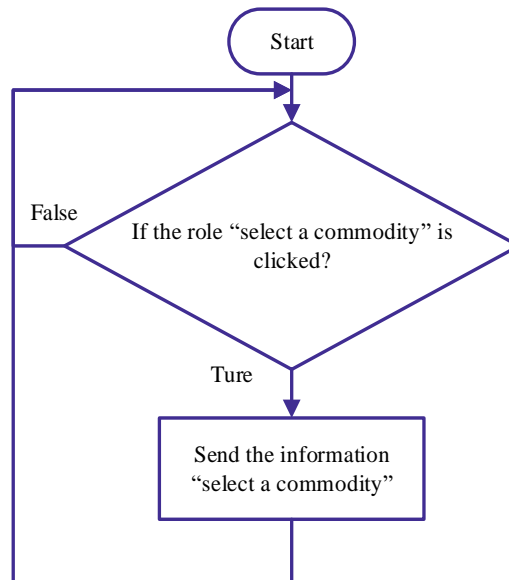 Start
False
If the role “select a commodity” is
clicked?
Ture
Send the information
“select a commodity”